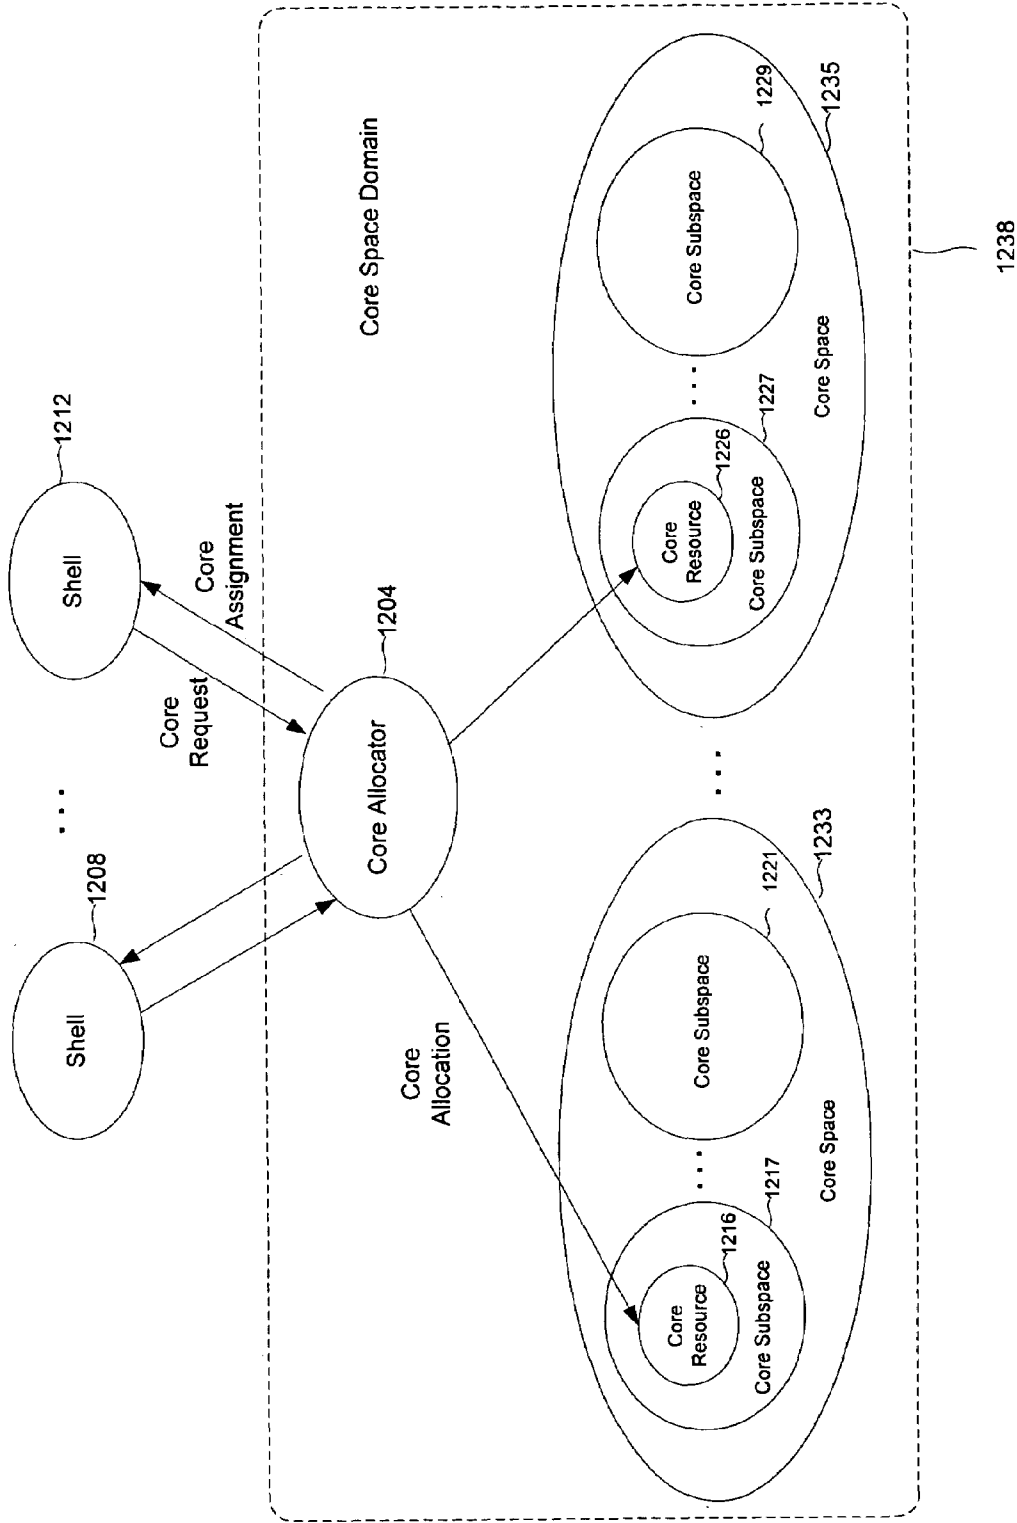 Shell
1208
. . .
Shell
1212
Core
Request
Core
Assignment
Core Allocator
1204
Core Space Domain
Core
Allocation
Core
Resource
1216
Core Subspace
1217
. . . .
Core Subspace
1221
Core Space
1233
. . .
Core
Resource
1226
Core Subspace
1227
. . . .
Core Subspace
1229
Core Space
1235
1238